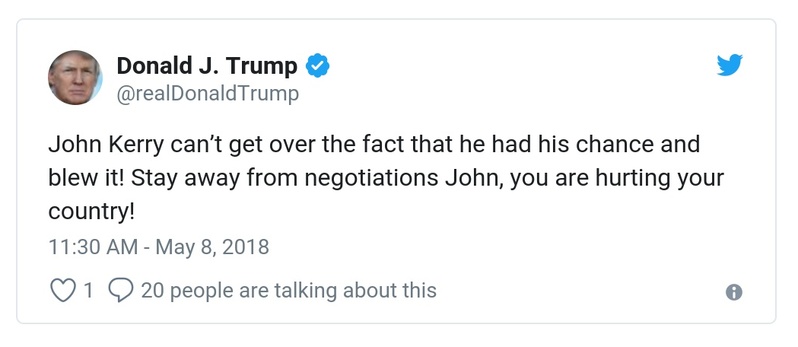 Donald J. Trump
@realDonaldTrump
John Kerry can’t get over the fact that he had his chance and
blew it! Stay away from negotiations John, you are hurting your
country!
11:30 AM - May 8, 2018
1 20 people are talking about this